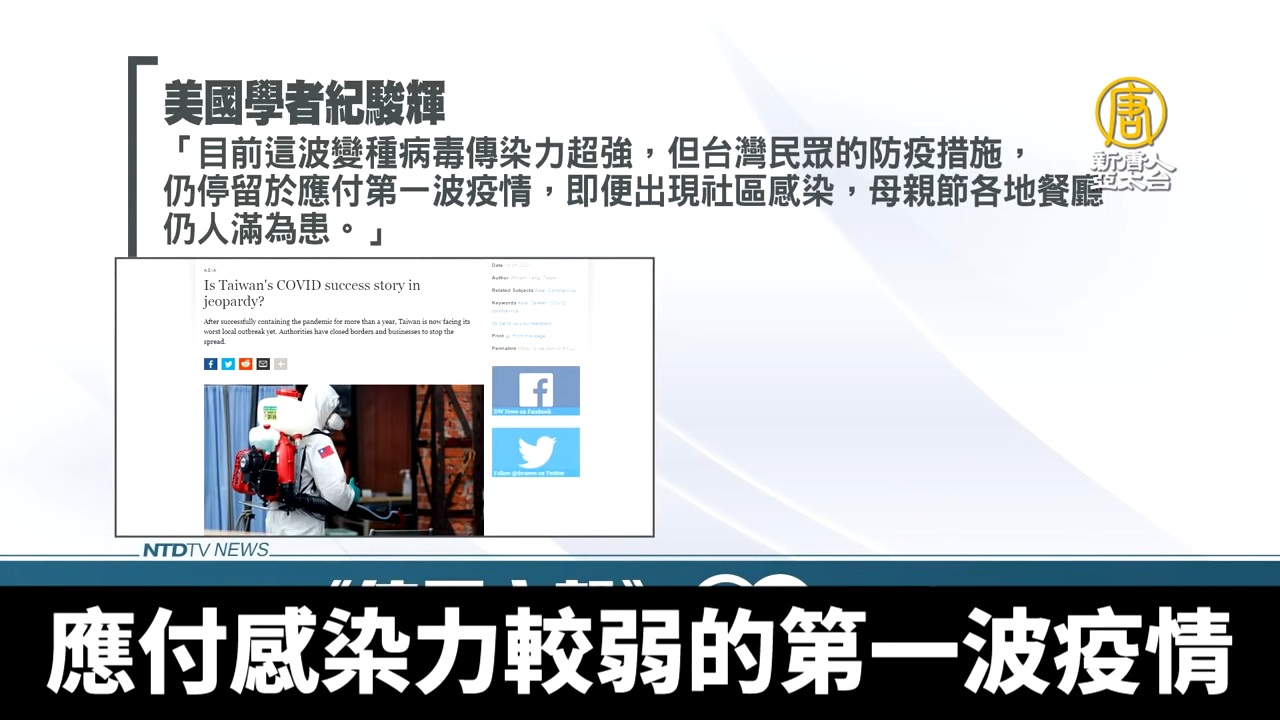 美國學者紀駿輝
「目前這波變種病毒傳染力超強，但台灣民眾的防疫措施，
仍停留於應付第一波疫情，即便出現社區感染，母親節各地餐廳
仍人滿為患。」
唐
新唐人
亞太台
ASIA
Is Taiwan's COVID success story in
jeopardy?
After successfully containing the pandemic for more than a year, Taiwan is now facing its
worst local outbreak yet. Authorities have closed borders and businesses to stop the
spread.
Date
Author
Related Subjects
Keywords
Print
Permalink
DW News on Facebook
Follow @dwnews on Twitter
NTDTV NEWS
應付感染力較弱的第一波疫情